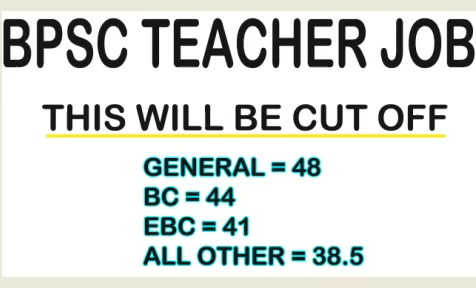 BPSC TEACHER JOB
THIS WILL BE CUT OFF
GENERAL = 48
BC = 44
EBC = 41
ALL OTHER = 38.5